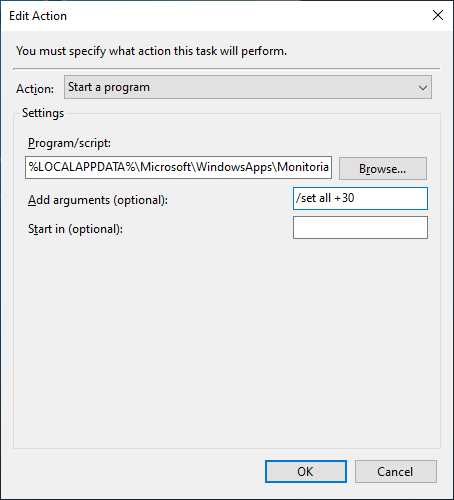 Edit Action
You must specify what action this task will perform.
Action: Start a program
Settings
Program/script:
%LOCALAPPDATA%\Microsoft\WindowsApps\Monitoria
Browse...
Add arguments (optional): /set all +30
Start in (optional):
OK Cancel